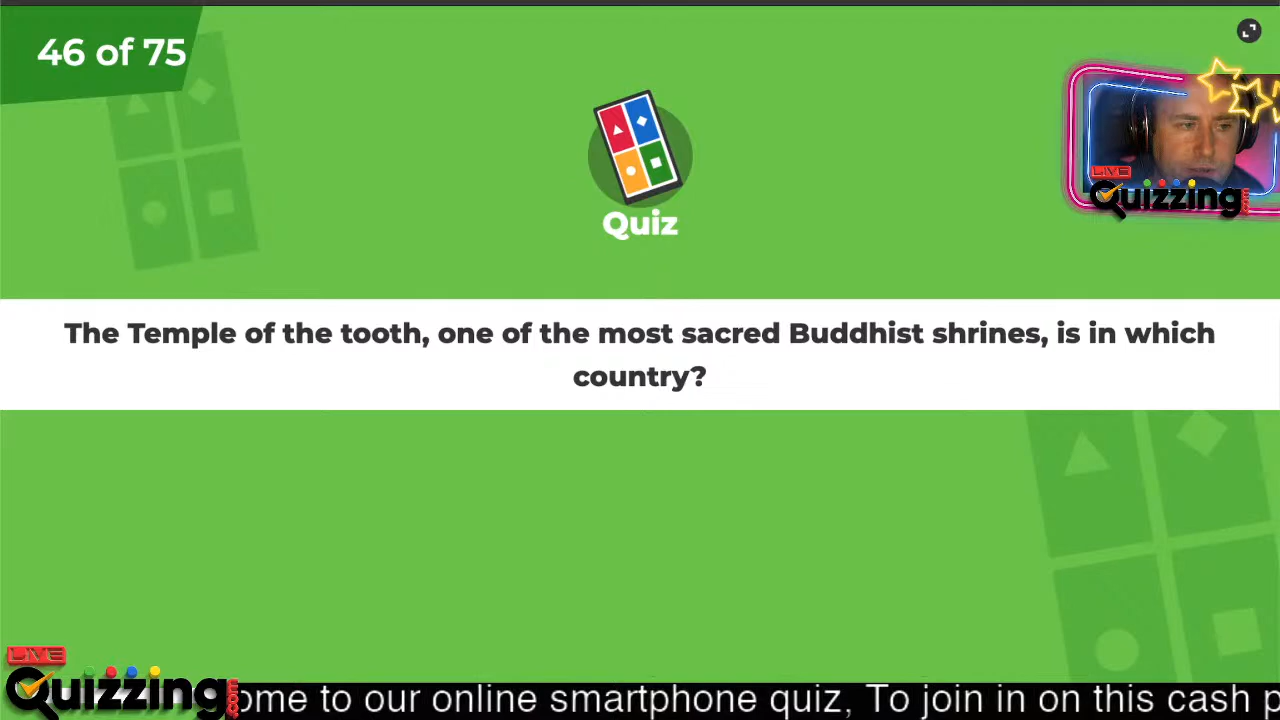 46 of 75
Quiz
LIVE
Quizzing
.com
The Temple of the tooth, one of the most sacred Buddhist shrines, is in which
country?
LIVE
Quizzing
.com
ome to our online smartphone quiz, To join in on this cash p